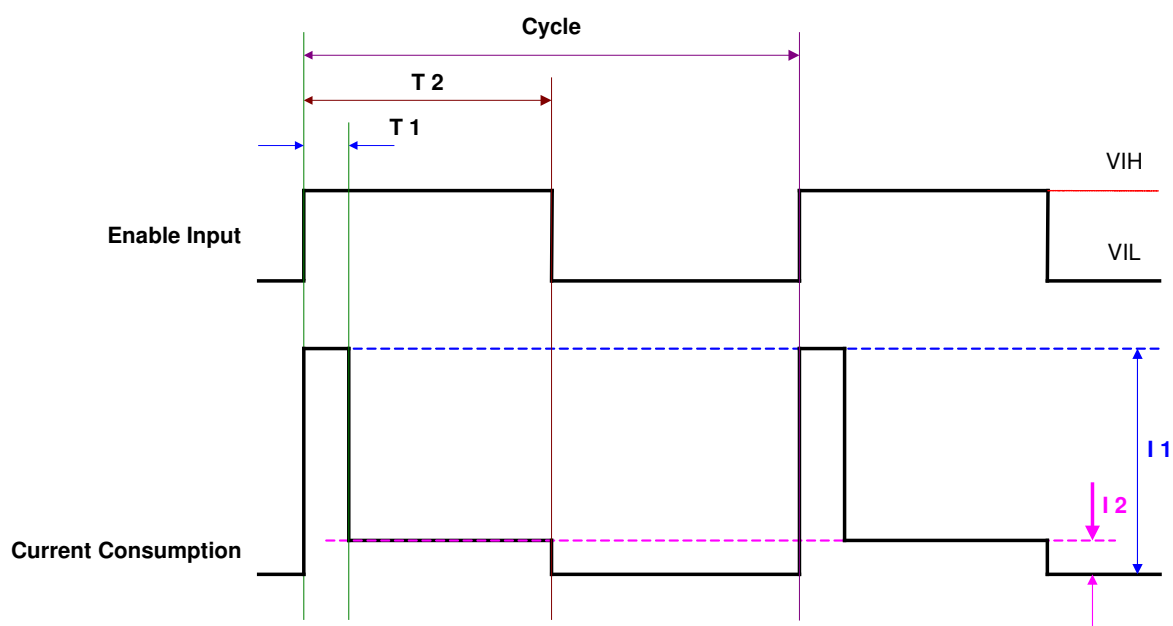 Cycle
T 2
T 1
VIH
Enable Input
VIL
I 1
I 2
Current Consumption